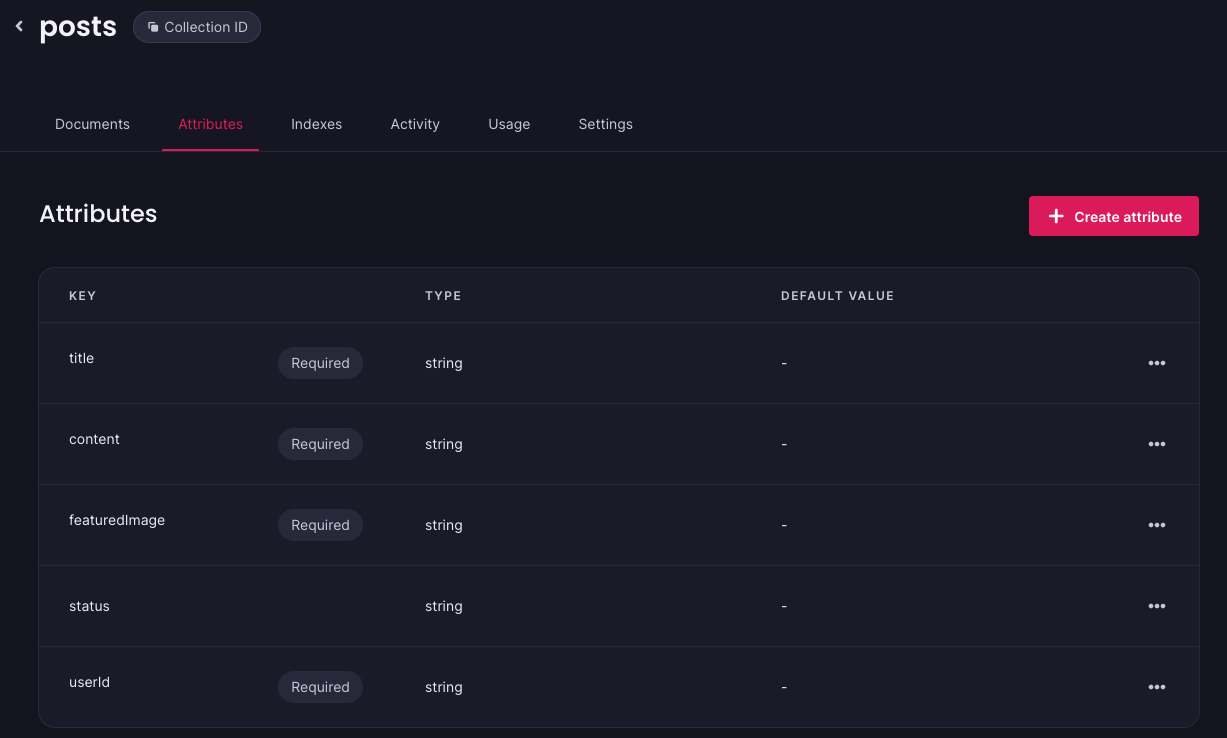 posts Collection ID
Documents Attributes Indexes Activity Usage Settings
Attributes
Create attribute
KEY TYPE DEFAULT VALUE
title Required string -
content Required string -
featuredImage Required string -
status string -
userId Required string -